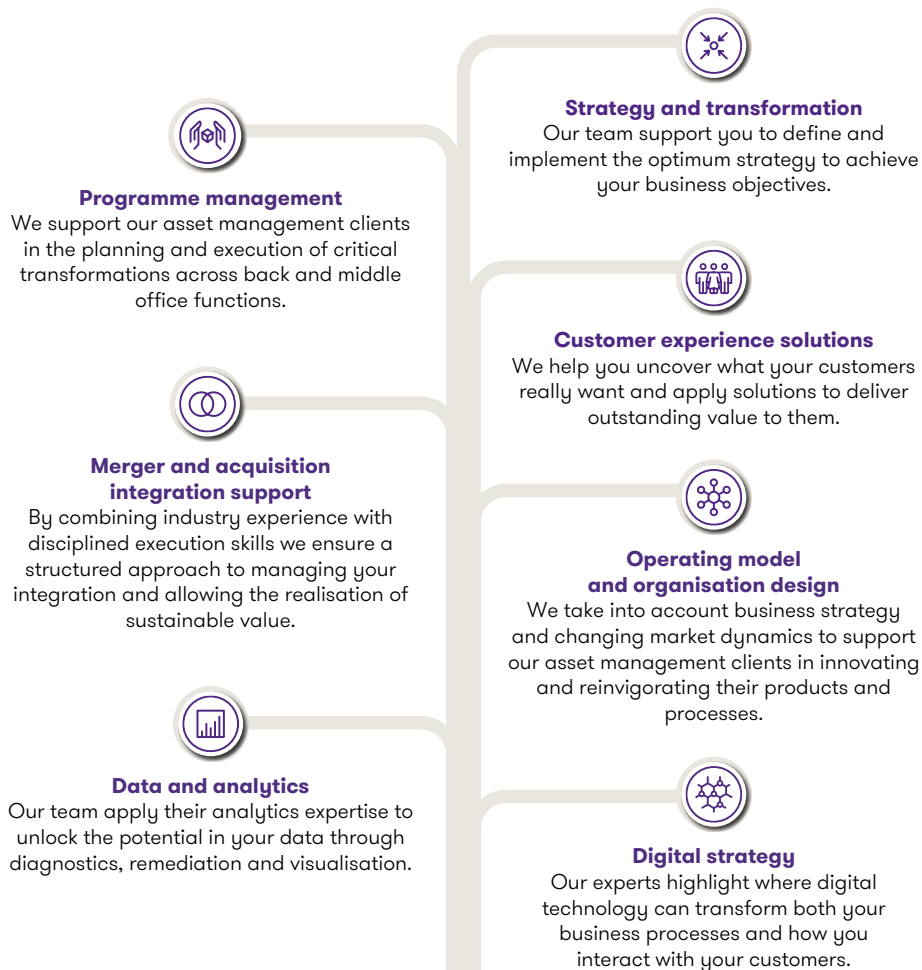 Strategy and transformation
Our team support you to define and
implement the optimum strategy to achieve
your business objectives.
Programme management
We support our asset management clients
in the planning and execution of critical
transformations across back and middle
office functions.
Customer experience solutions
We help you uncover what your customers
really want and apply solutions to deliver
outstanding value to them.
Merger and acquisition
integration support
By combining industry experience with
disciplined execution skills we ensure a
structured approach to managing your
integration and allowing the realisation of
sustainable value.
Operating model
and organisation design
We take into account business strategy
and changing market dynamics to support
our asset management clients in innovating
and reinvigorating their products and
processes.
Data and analytics
Our team apply their analytics expertise to
unlock the potential in your data through
diagnostics, remediation and visualisation.
Digital strategy
Our experts highlight where digital
technology can transform both your
business processes and how you
interact with your customers.